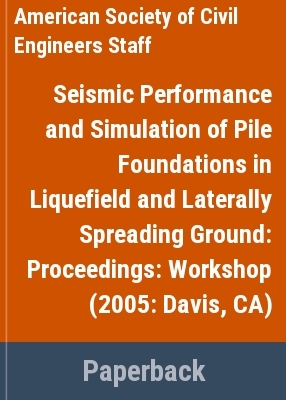 American Society of Civil
Engineers Staff
Seismic Performance
and Simulation of Pile
Foundations in
Liquefield and Laterally
Spreading Ground:
Proceedings: Workshop
(2005: Davis, CA)
Paperback